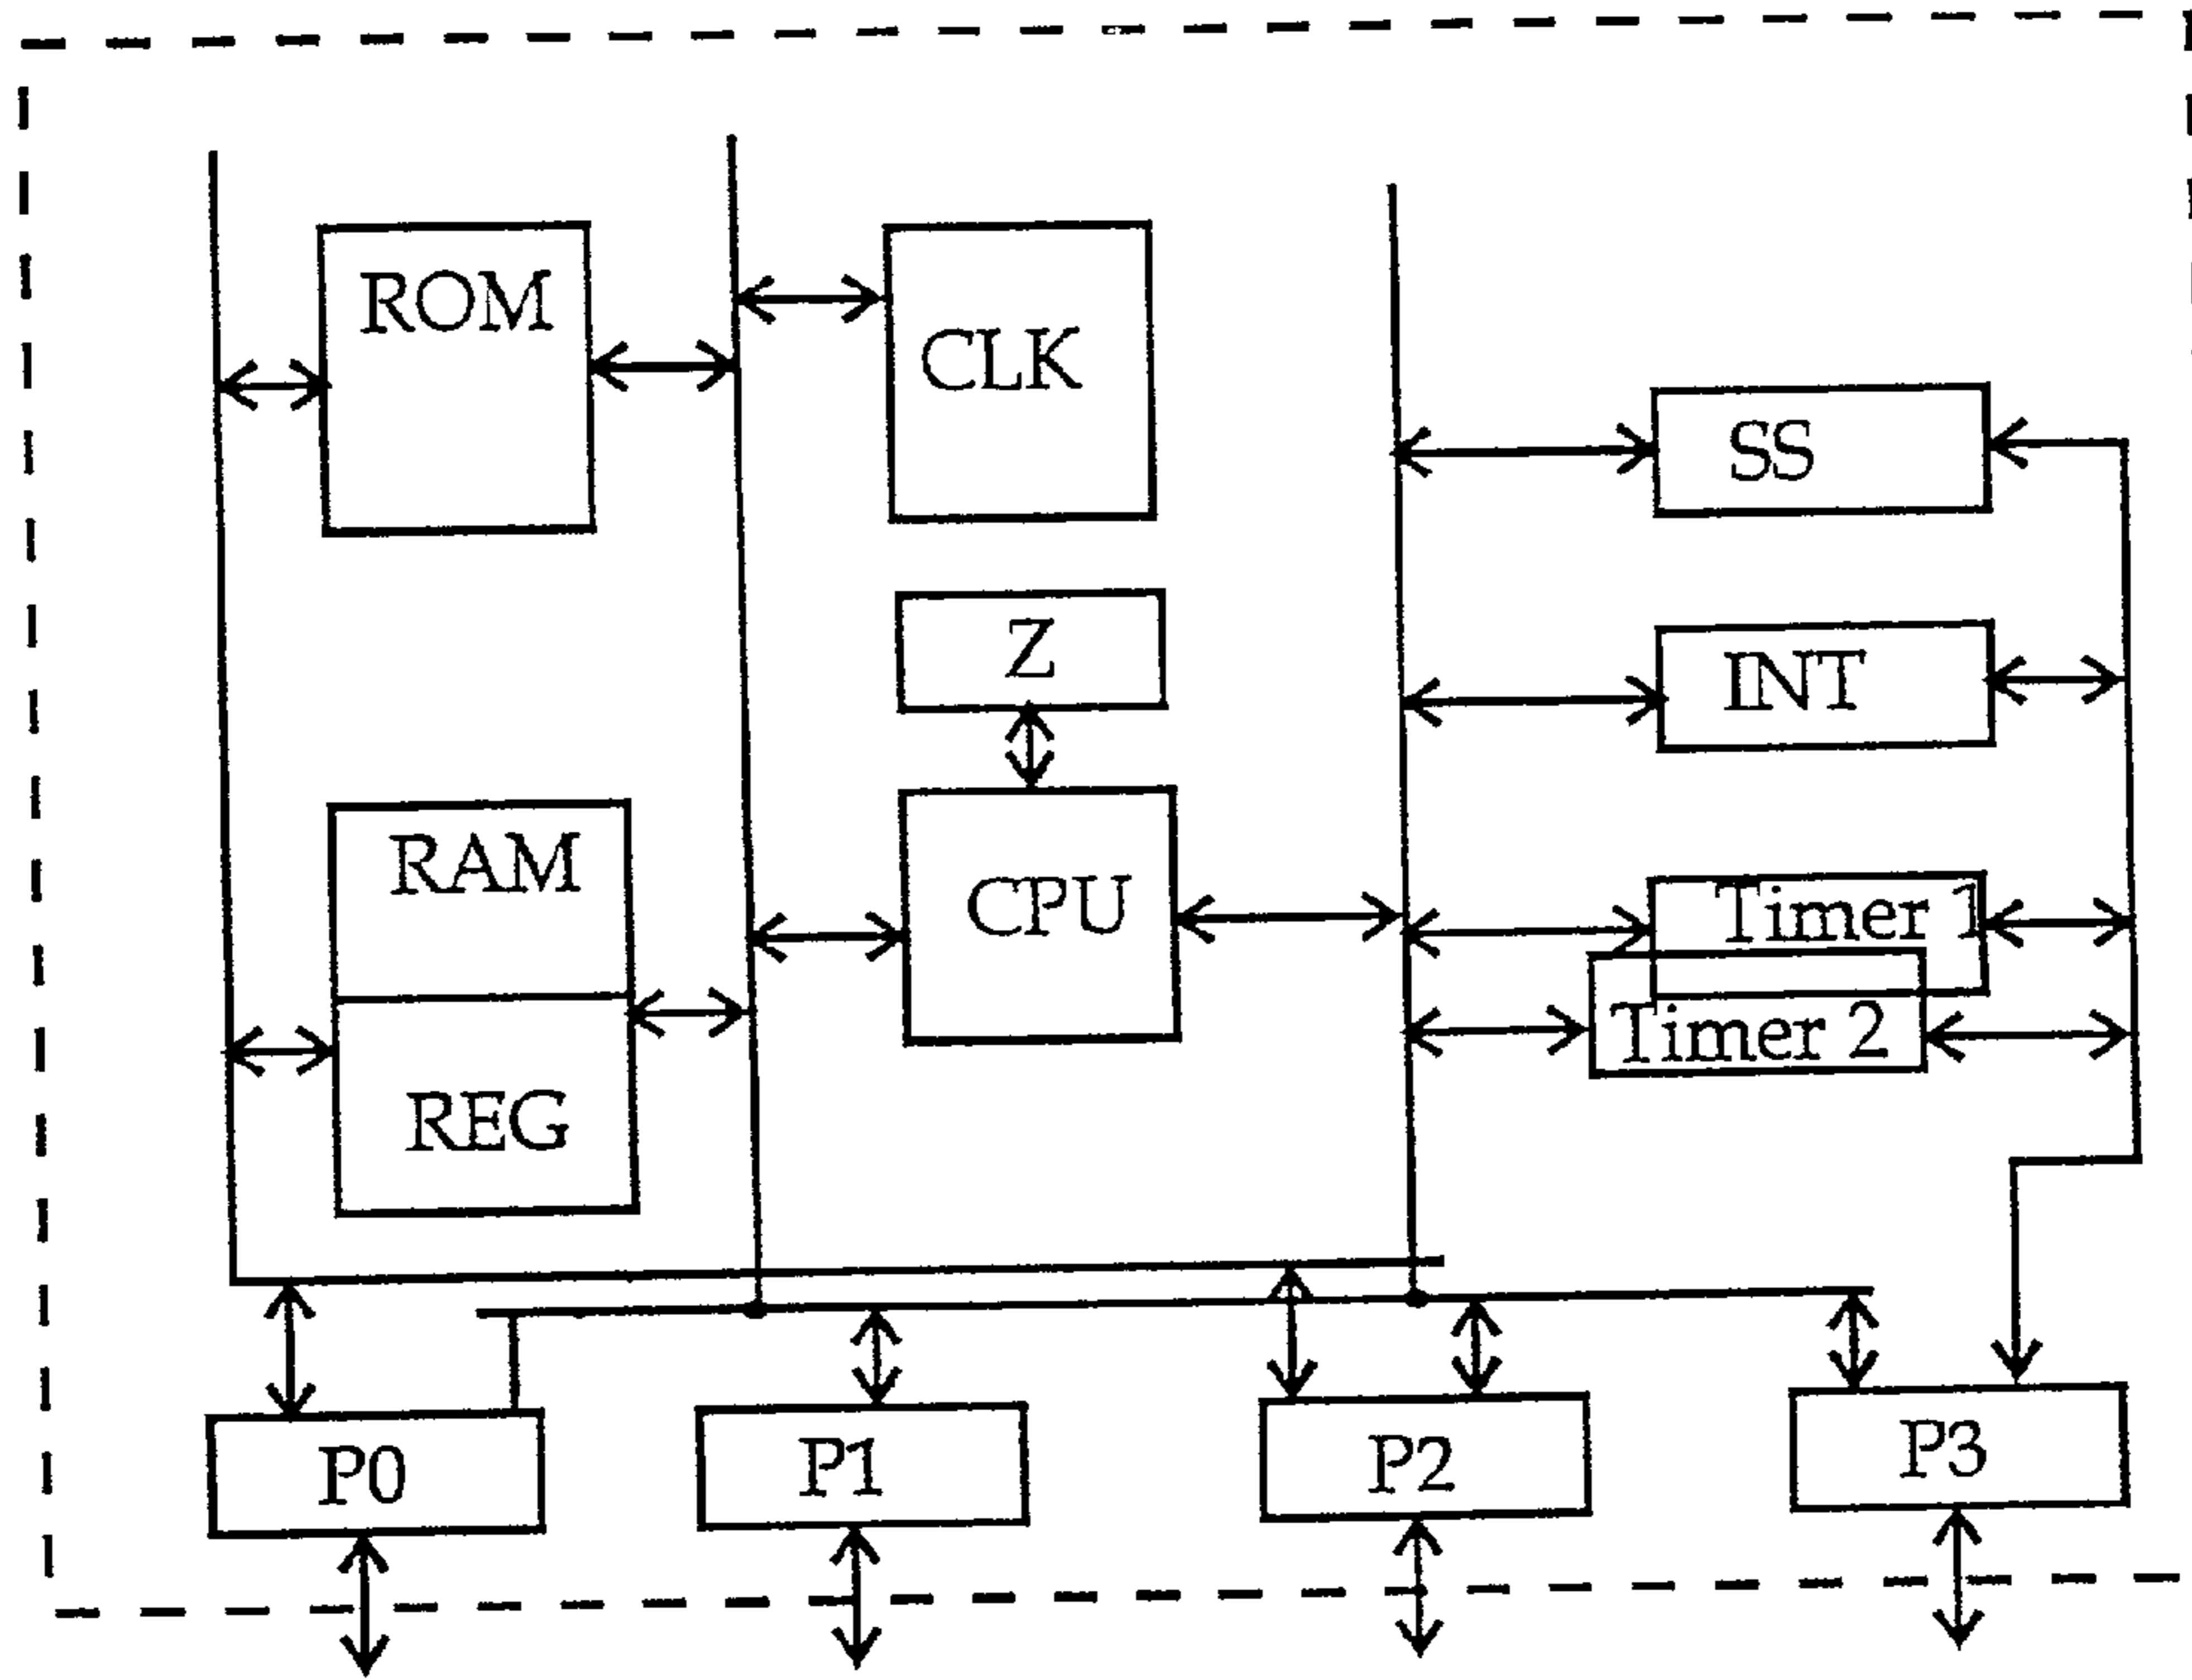 ROM
CLK
SS
Z
INT
RAM
CPU
Timer 1
Timer 2
REG
P0
P1
P2
P3